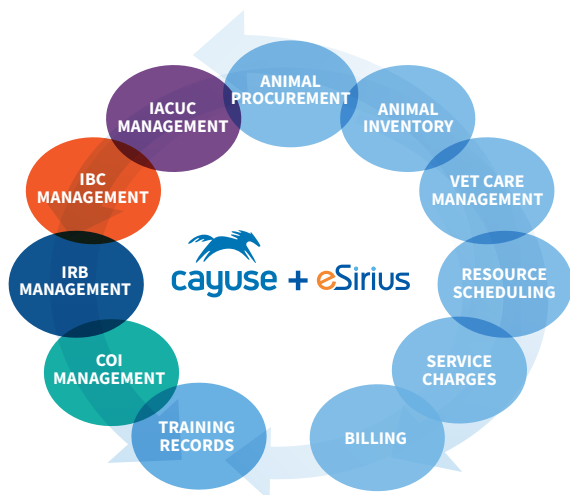 ANIMAL
PROCUREMENT
ANIMAL
INVENTORY
VET CARE
MANAGEMENT
RESOURCE
SCHEDULING
SERVICE
CHARGES
BILLING
TRAINING
RECORDS
COI
MANAGEMENT
IRB
MANAGEMENT
IBC
MANAGEMENT
IACUC
MANAGEMENT
cayuse + eSirius